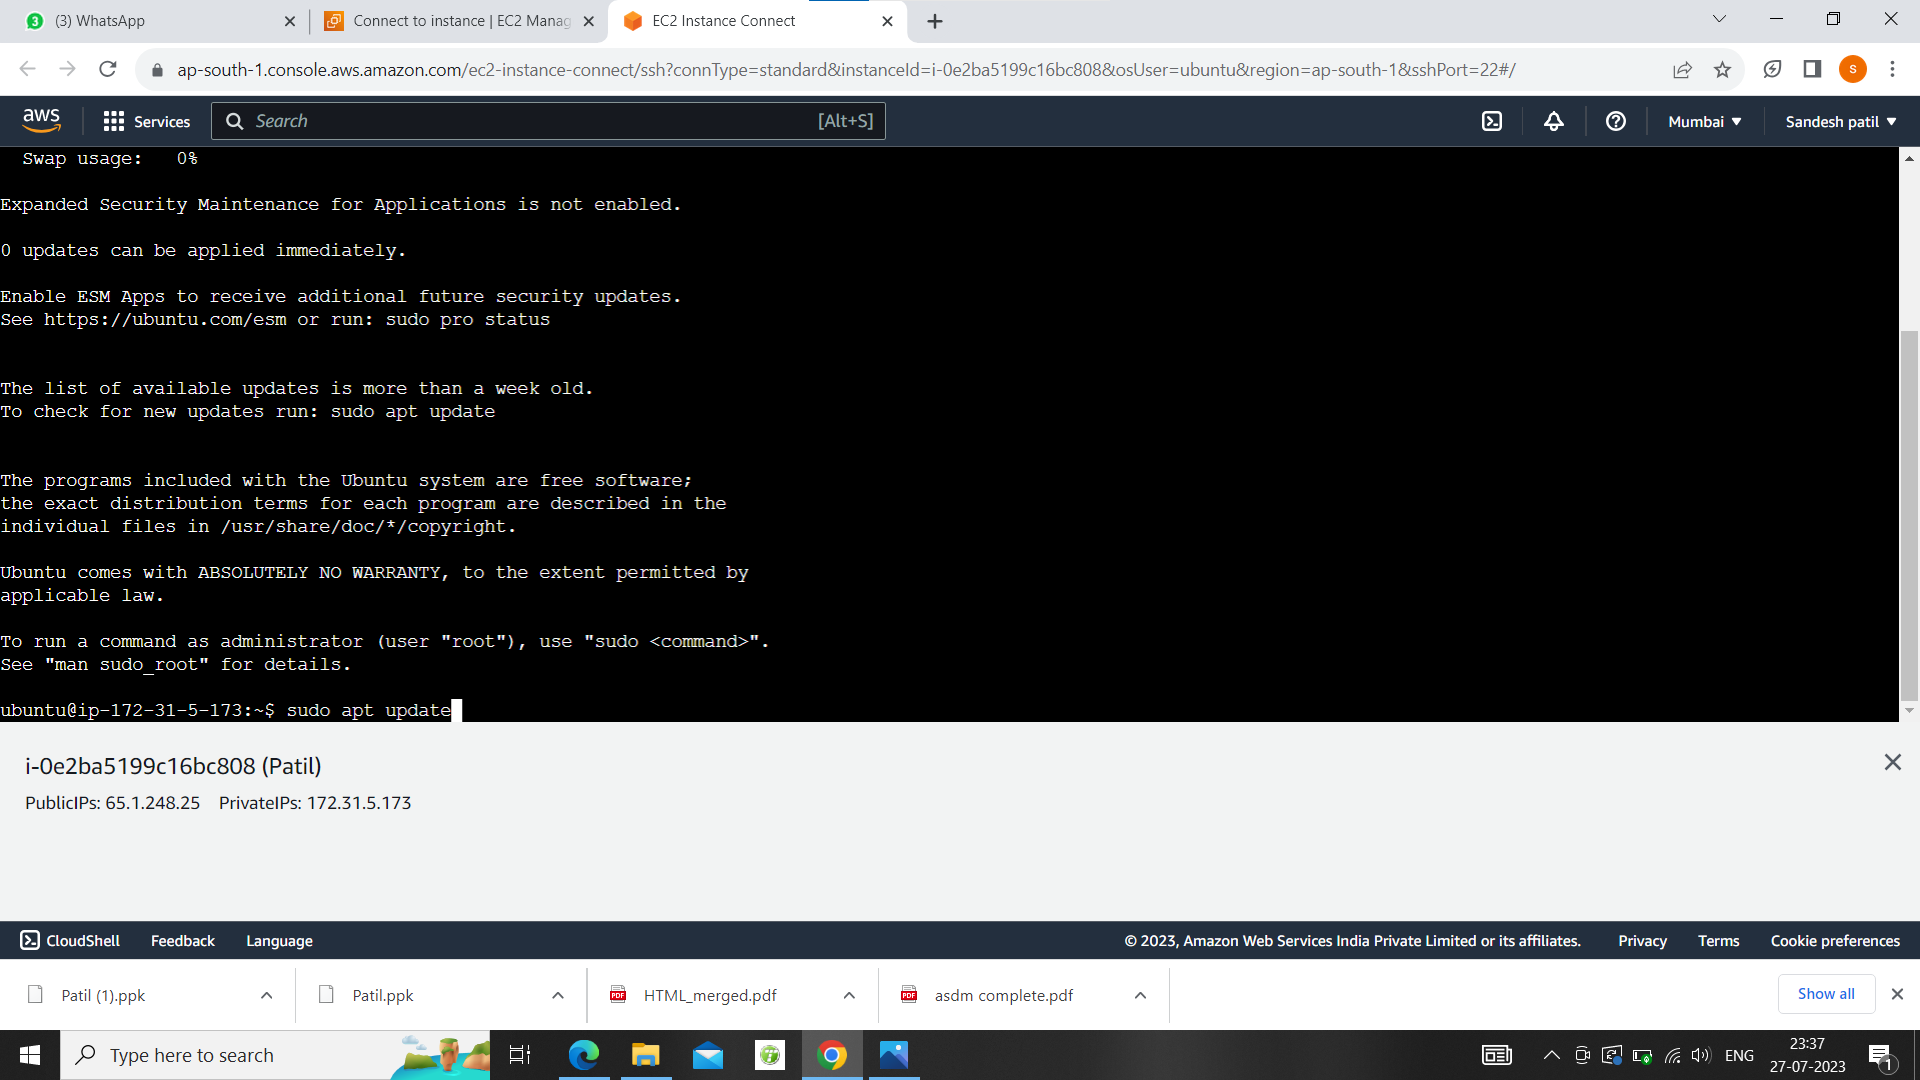 3
(3) WhatsApp
Connect to instance | EC2 Manag
EC2 Instance Connect
ap-south-1.console.aws.amazon.com/ec2-instance-connect/ssh?connType=standard&instanceId=i-0e2ba5199c16bc808&osUser=ubuntu&region=ap-south-1&sshPort=22#/
s
aws
Services
Search
[Alt+S]
Mumbai
Sandesh patil
Swap usage:   0%
Expanded Security Maintenance for Applications is not enabled.
0 updates can be applied immediately.
Enable ESM Apps to receive additional future security updates.
See https://ubuntu.com/esm or run: sudo pro status
The list of available updates is more than a week old.
To check for new updates run: sudo apt update
The programs included with the Ubuntu system are free software;
the exact distribution terms for each program are described in the
individual files in /usr/share/doc/*/copyright.
Ubuntu comes with ABSOLUTELY NO WARRANTY, to the extent permitted by
applicable law.
To run a command as administrator (user "root"), use "sudo <command>".
See "man sudo_root" for details.
ubuntu@ip-172-31-5-173:~$ sudo apt update
i-0e2ba5199c16bc808 (Patil)
PublicIPs: 65.1.248.25 PrivateIPs: 172.31.5.173
CloudShell
Feedback
Language
© 2023, Amazon Web Services India Private Limited or its affiliates.
Privacy
Terms
Cookie preferences
Patil (1).ppk
Patil.ppk
PDF
HTML_merged.pdf
PDF
asdm complete.pdf
Show all
Type here to search
ENG
23:37
27-07-2023
1